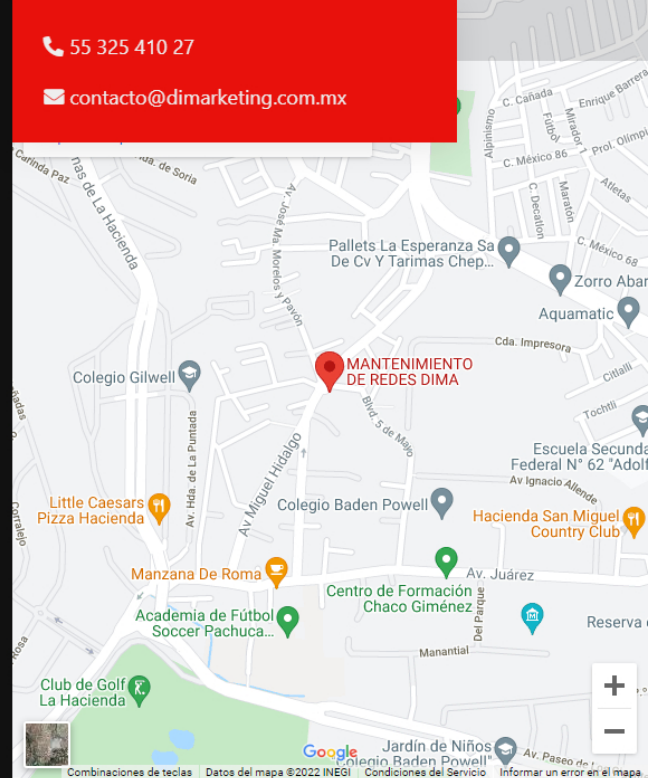 55 325 410 27
contacto@dimarketing.com.mx
C. Cañada
Enrique Barrera
Alpinismo
Fútbol
Mirador 1
Prol. Olimpi
C. México 86
Carinda Paz
Hda. de Soria
nas de La Hacienda
Av. José Ma. Morelos y Pavón
C. Decatlon
Maratón
Atletas
C. México 68
Pallets La Esperanza Sa
De Cv Y Tarimas Chep...
Zorro Abar
Aquamatic
Cda. Impresora
MANTENIMIENTO
DE REDES DIMA
Colegio Gilwell
Citlalli
Tochtli
Blvd. 5 de Mayo
Av. Hda. de La Puntada
Av Miguel Hidalgo
Escuela Secunda
Federal N° 62 "Adolf
Av Ignacio Allende
Little Caesars
Pizza Hacienda
Corralejo
Colegio Baden Powell
Hacienda San Miguel
Country Club
Manzana De Roma
Av. Juárez
Centro de Formación
Chaco Giménez
Academia de Fútbol
Soccer Pachuca...
Del Parque
Reserva
Manantial
Rosa
Club de Golf
La Hacienda
Google
Jardín de Niños
"Colegio Baden Powell"
Av. Paseo de L
Combinaciones de teclas
Datos del mapa ©2022 INEGI
Condiciones del Servicio
Informar un error en el mapa